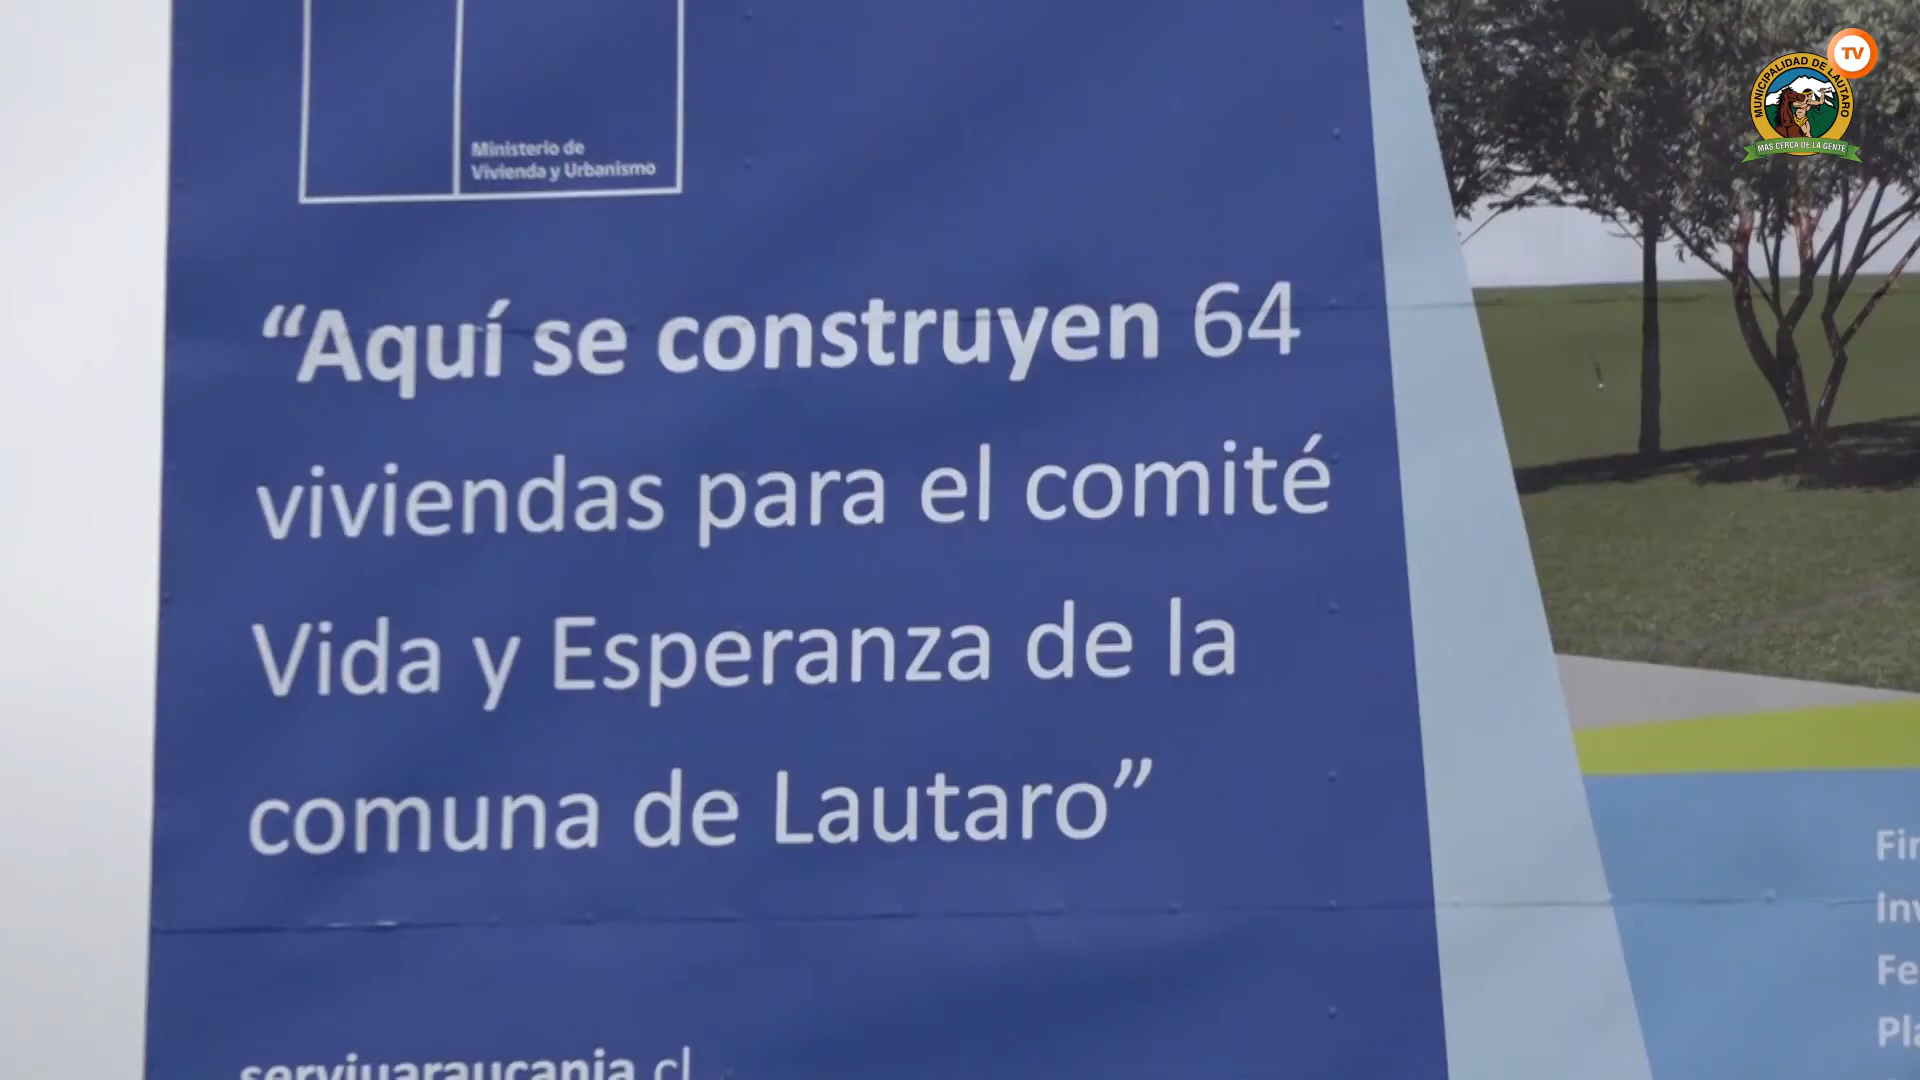 TV
MUNICIPALIDAD DE LAUTARO
MAS CERCA DE LA GENTE
Ministerio de
Vivienda y Urbanismo
“Aquí se construyen 64
viviendas para el comité
Vida y Esperanza de la
comuna de Lautaro”
serviuaraucania.cl